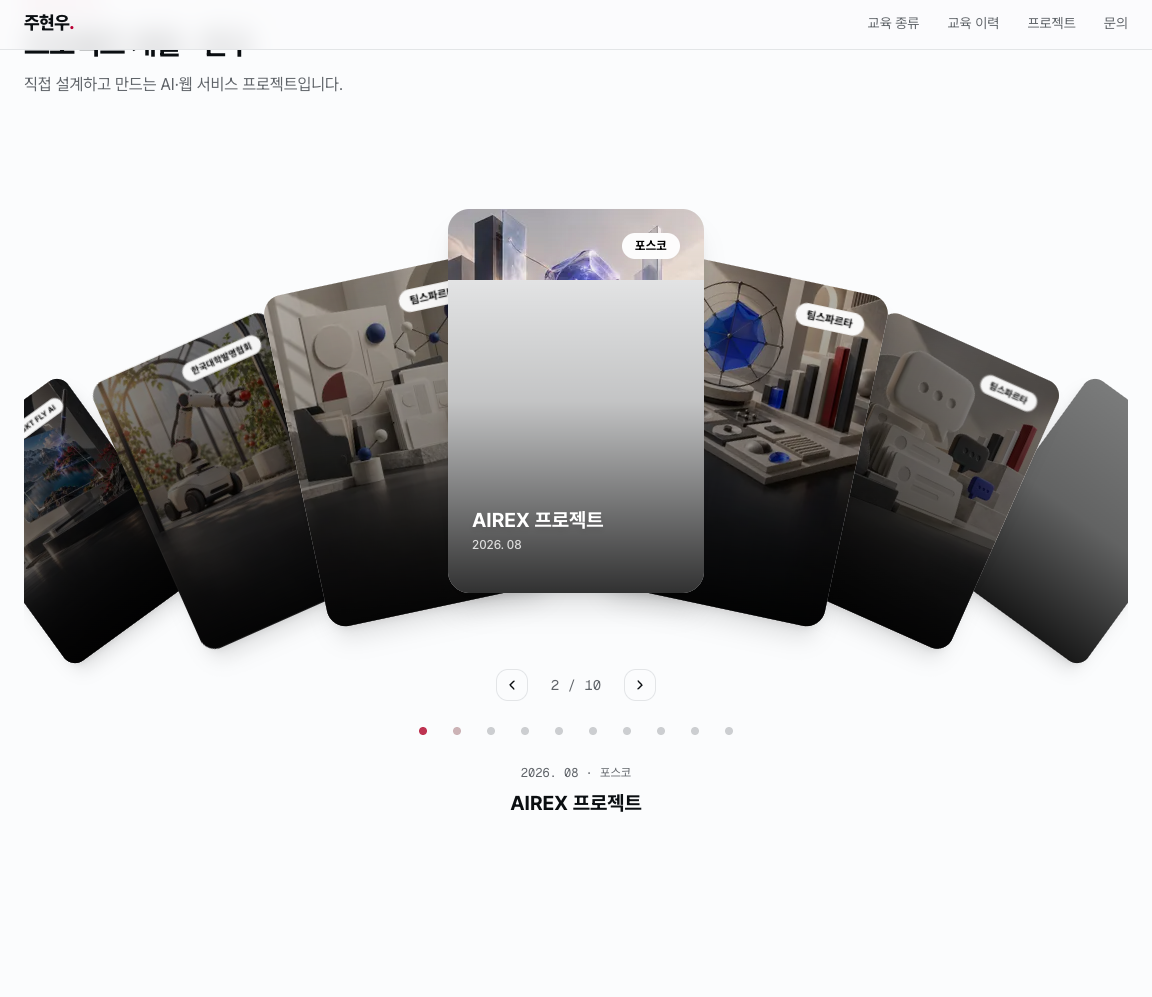 주현우.
교육 종류
교육 이력
프로젝트
문의
직접 설계하고 만드는 AI·웹 서비스 프로젝트입니다.
SKT FLY AI
한국대학발명협회
팀스파르타
포스코
팀스파르타
팀스파르타
AIREX 프로젝트
2026. 08
2 / 10
2026. 08 · 포스코
AIREX 프로젝트